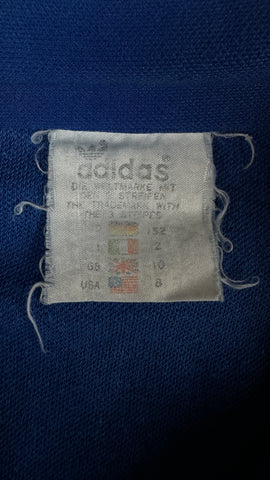 adidas®
DIE WELTMARKE MIT
DEN 3 STREIFEN
THE TRADEMARK WITH
THE 3 STRIPES
D 152
I 2
GB 10
USA 8